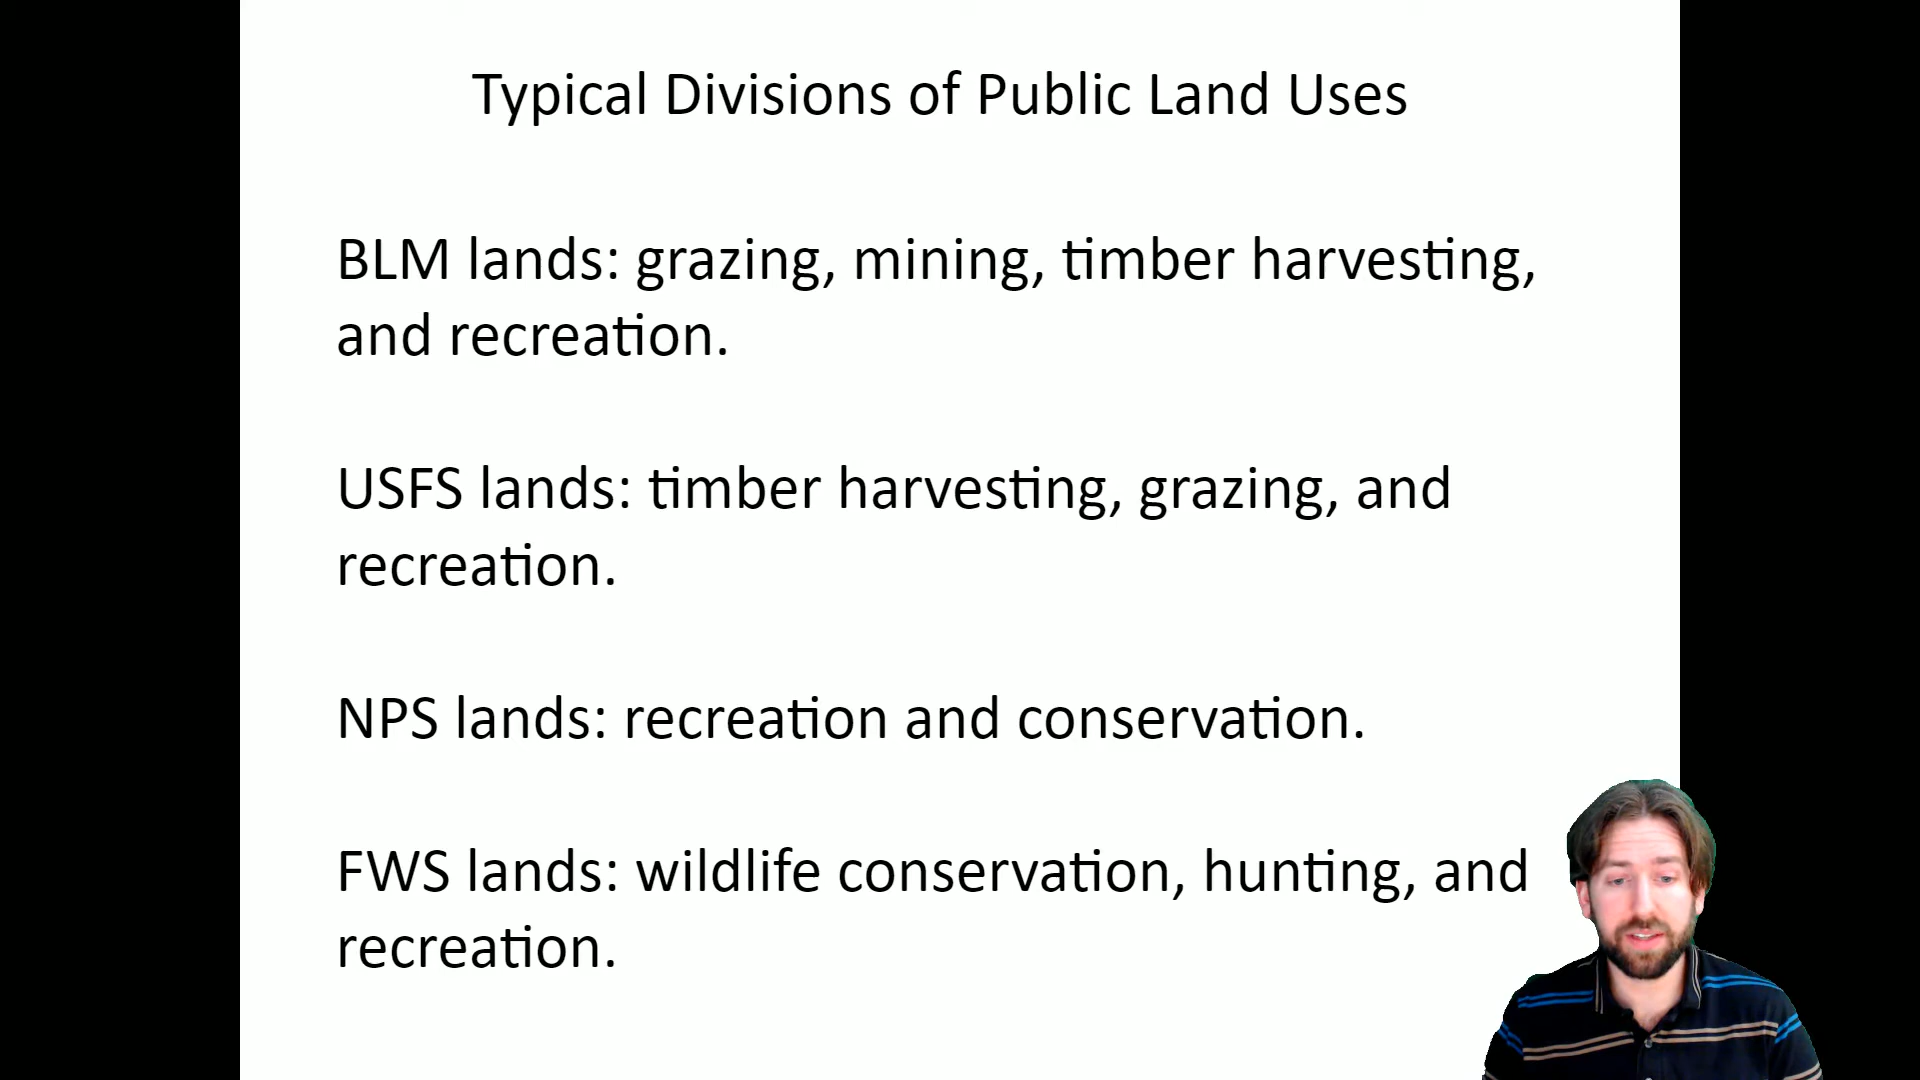 Typical Divisions of Public Land Uses
BLM lands: grazing, mining, timber harvesting,
and recreation.
USFS lands: timber harvesting, grazing, and
recreation.
NPS lands: recreation and conservation.
FWS lands: wildlife conservation, hunting, and
recreation.